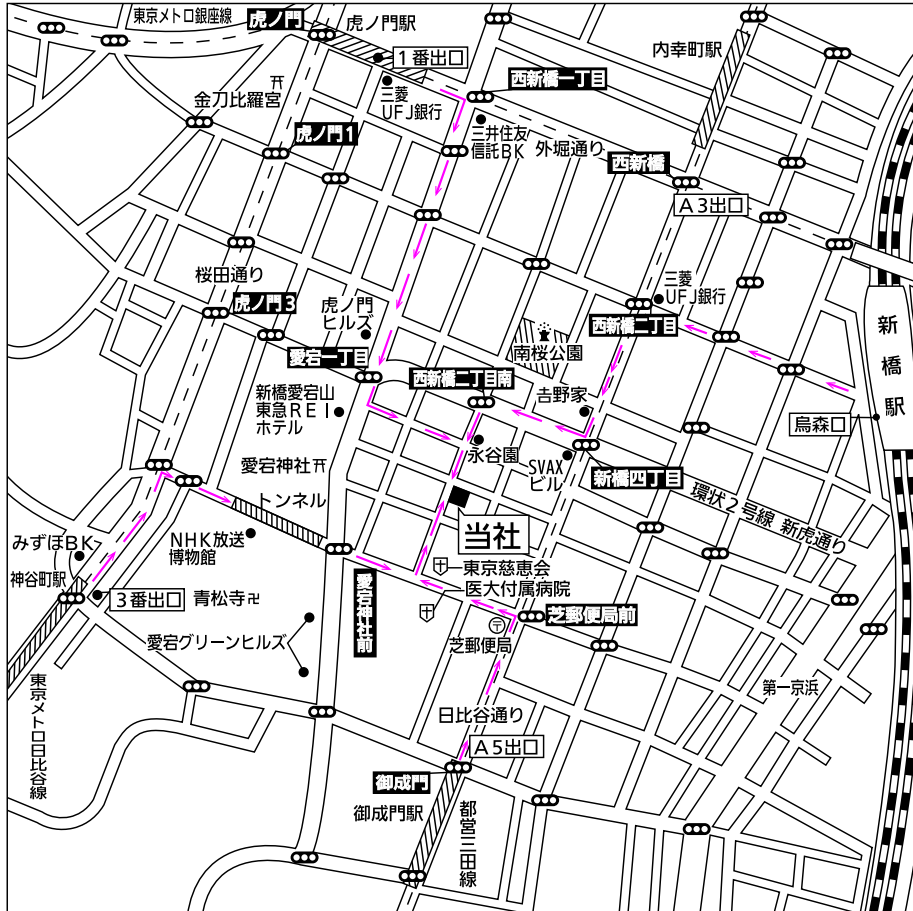 東京メトロ銀座線
虎ノ門
虎ノ門駅
1番出口
内幸町駅
西新橋一丁目
三菱
UFJ銀行
金刀比羅宮
虎ノ門1
三井住友
信託BK
外堀通り
西新橋
A3出口
桜田通り
虎ノ門3
虎ノ門
ヒルズ
三菱
UFJ銀行
西新橋二丁目
新橋駅
南桜公園
愛宕一丁目
西新橋二丁目南
新橋愛宕山
東急REI
ホテル
吉野家
烏森口
永谷園
SVAX
ビル
新橋四丁目
愛宕神社
トンネル
環状2号線 新虎通り
当社
みずほBK
NHK放送
博物館
神谷町駅
東京慈恵会
医大付属病院
3番出口
青松寺
愛宕神社前
芝郵便局前
芝郵便局
愛宕グリーンヒルズ
第一京浜
東京メトロ日比谷線
日比谷通り
A5出口
御成門
御成門駅
都営三田線